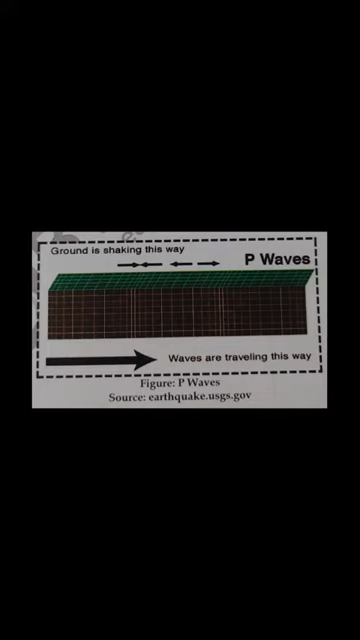 Ground is shaking this way
P Waves
Waves are traveling this way
Figure: P Waves
Source: earthquake.usgs.gov